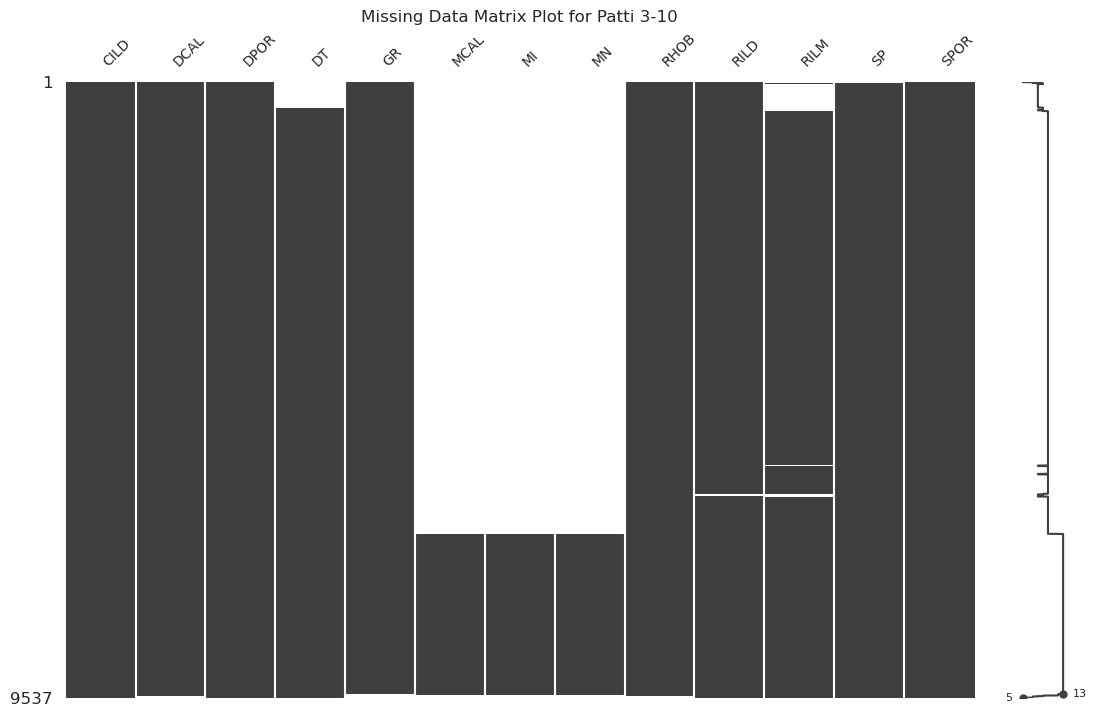 Missing Data Matrix Plot for Patti 3-10
CILD DCAL DPOR DT GR MCAL MI MN RHOB RILD RILM SP SPOR
1
9537
5 13